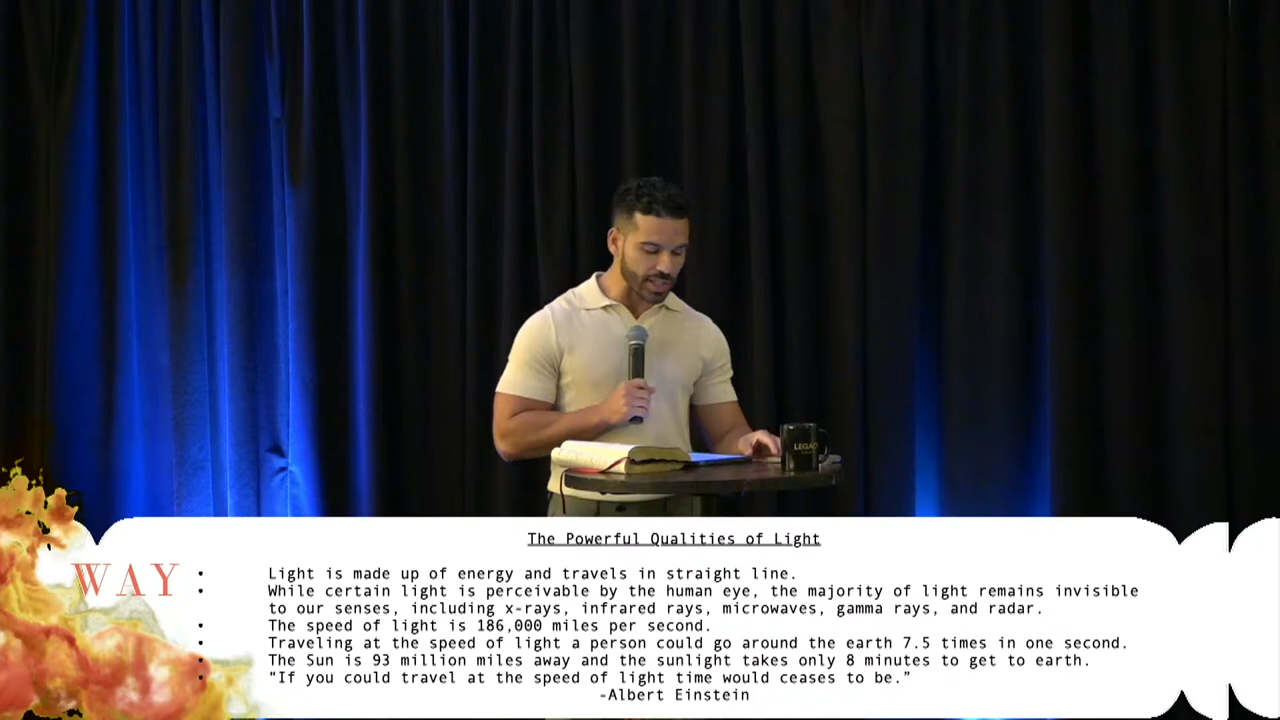 LEGACY
The Powerful Qualities of Light
WAY
• Light is made up of energy and travels in straight line.
• While certain light is perceivable by the human eye, the majority of light remains invisible
to our senses, including x-rays, infrared rays, microwaves, gamma rays, and radar.
• The speed of light is 186,000 miles per second.
• Traveling at the speed of light a person could go around the earth 7.5 times in one second.
• The Sun is 93 million miles away and the sunlight takes only 8 minutes to get to earth.
• “If you could travel at the speed of light time would ceases to be.”
-Albert Einstein